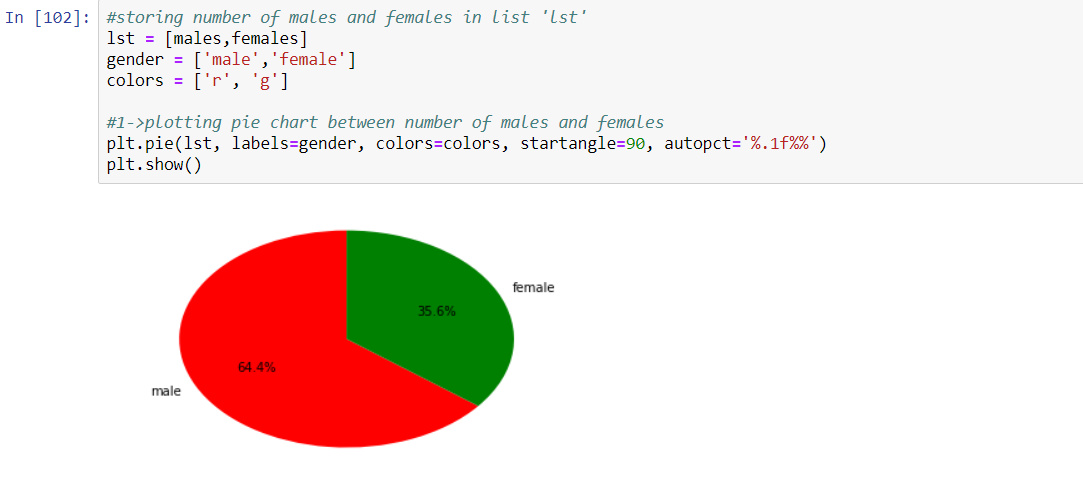 In [102]: #storing number of males and females in list 'lst'
lst = [males,females]
gender = ['male','female']
colors = ['r', 'g']
#1->plotting pie chart between number of males and females
plt.pie(lst, labels=gender, colors=colors, startangle=90, autopct='%.1f%%')
plt.show()
female
35.6%
64.4%
male